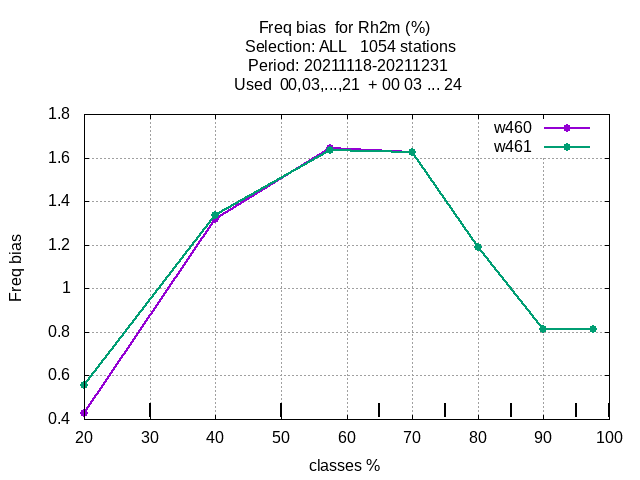 Freq bias  for Rh2m (%)
Selection: ALL   1054 stations
Period: 20211118-20211231
Used  00,03,...,21  + 00 03 ... 24
1.8
1.6
1.4
1.2
1
0.8
0.6
0.4
Freq bias
w460
w461
20 30 40 50 60 70 80 90 100
classes %